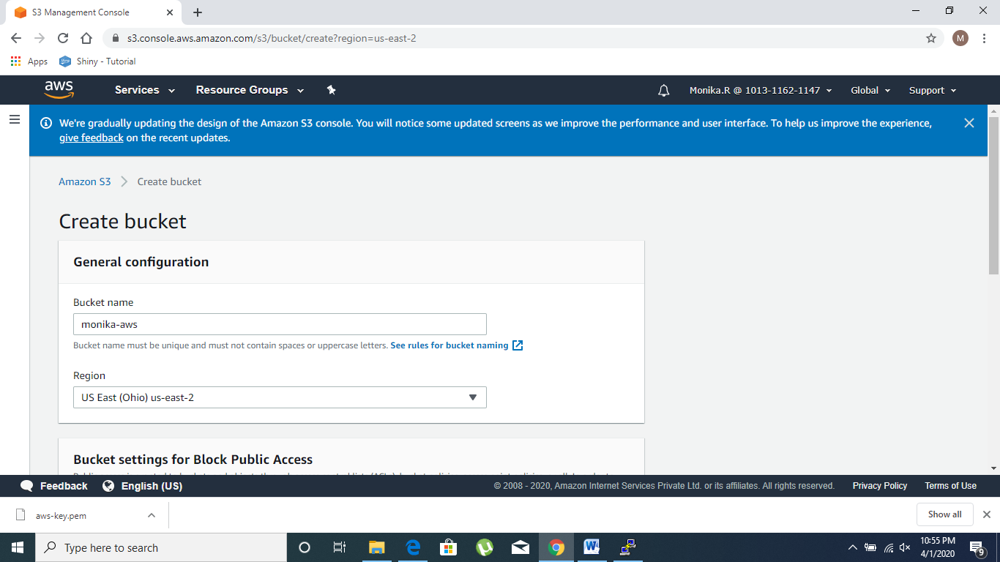 S3 Management Console
s3.console.aws.amazon.com/s3/bucket/create?region=us-east-2
M
Apps
Shiny - Tutorial
aws
Services
Resource Groups
Monika.R @ 1013-1162-1147
Global
Support
We're gradually updating the design of the Amazon S3 console. You will notice some updated screens as we improve the performance and user interface. To help us improve the experience,
give feedback on the recent updates.
Amazon S3
Create bucket
Create bucket
General configuration
Bucket name
monika-aws
Bucket name must be unique and must not contain spaces or uppercase letters. See rules for bucket naming
Region
US East (Ohio) us-east-2
Bucket settings for Block Public Access
Feedback
English (US)
© 2008 - 2020, Amazon Internet Services Private Ltd. or its affiliates. All rights reserved.
Privacy Policy
Terms of Use
aws-key.pem
Show all
Type here to search
10:55 PM
4/1/2020
9